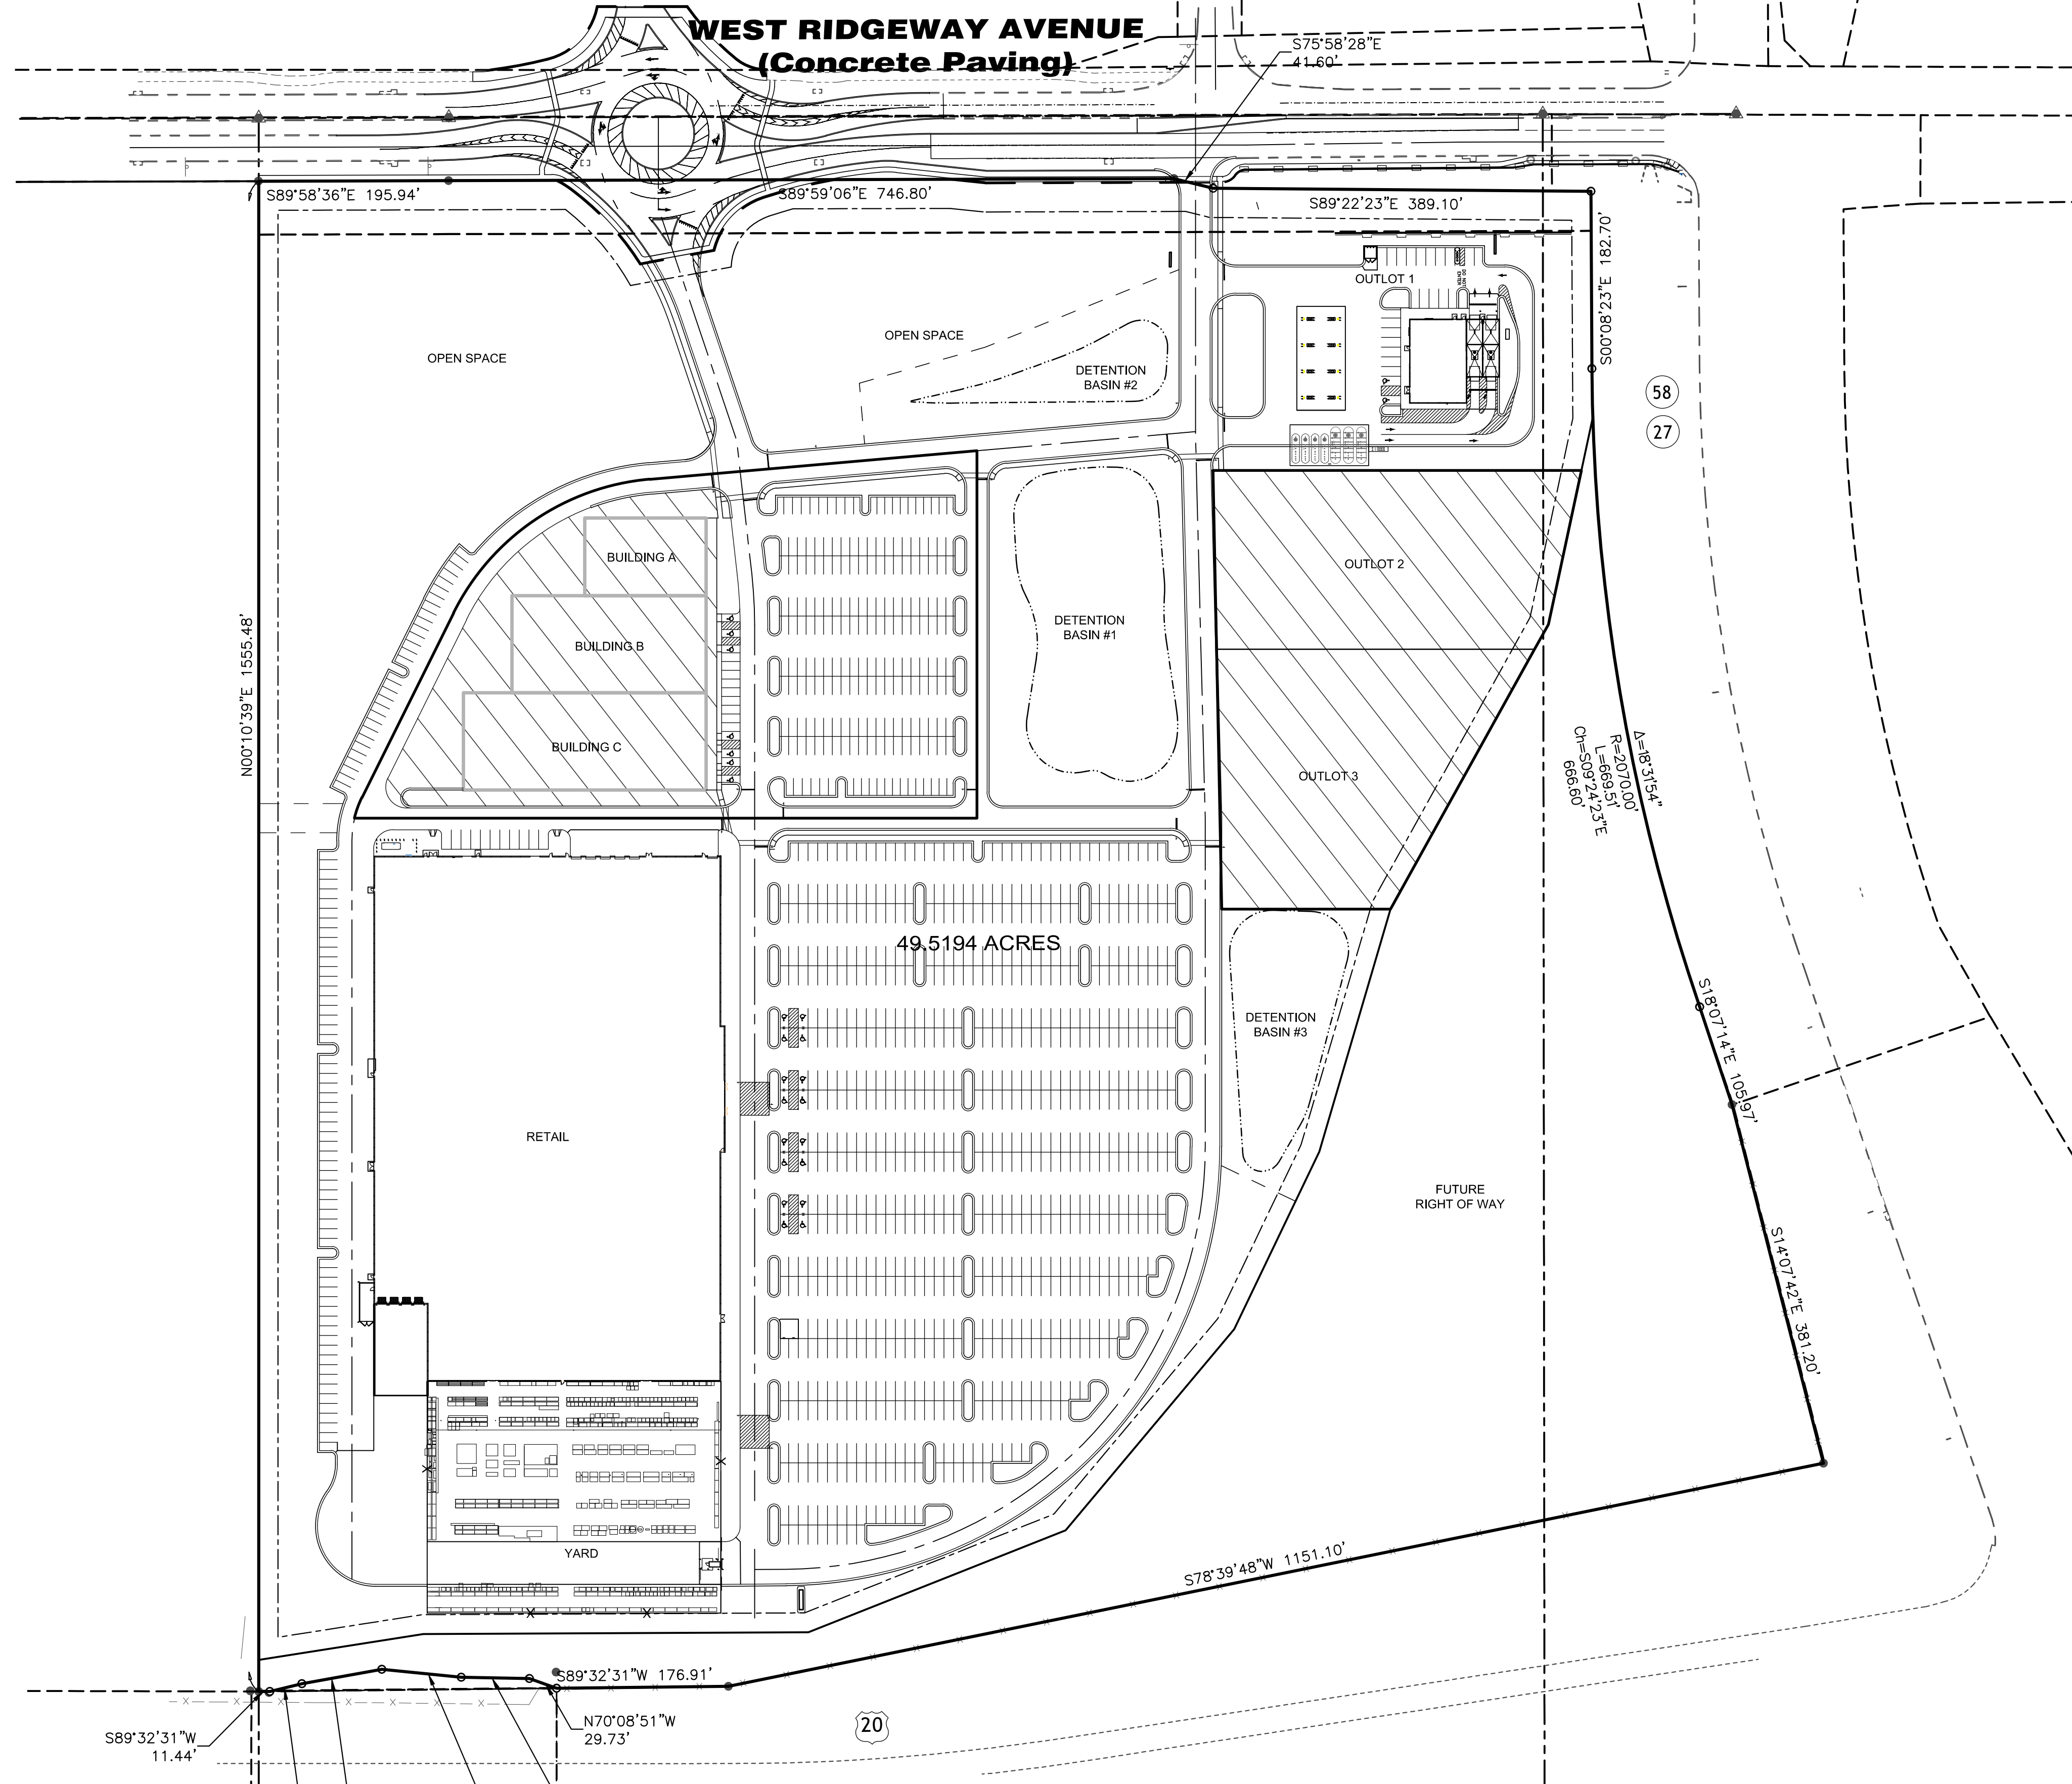 WEST RIDGEWAY AVENUE
(Concrete Paving)
S75°58'28"E
41.60'
S89°58'36"E 195.94'
S89°59'06"E 746.80'
S89°22'23"E 389.10'
S00°08'23"E 182.70'
OUTLOT 1
DO NOT
ENTER
OPEN SPACE
OPEN SPACE
DETENTION
BASIN #2
58
27
BUILDING A
BUILDING B
BUILDING C
DETENTION
BASIN #1
OUTLOT 2
OUTLOT 3
N00°10'39"E 1555.48'
Δ=18°31'54"
R=2070.00'
L=669.51'
Ch=S09°24'23"E
666.60'
49.5194 ACRES
S18°07'14"E 105.97'
DETENTION
BASIN #3
RETAIL
FUTURE
RIGHT OF WAY
S14°07'42"E 381.20'
YARD
S78°39'48"W 1151.10'
S89°32'31"W 176.91'
N70°08'51"W
29.73'
S89°32'31"W
11.44'
20